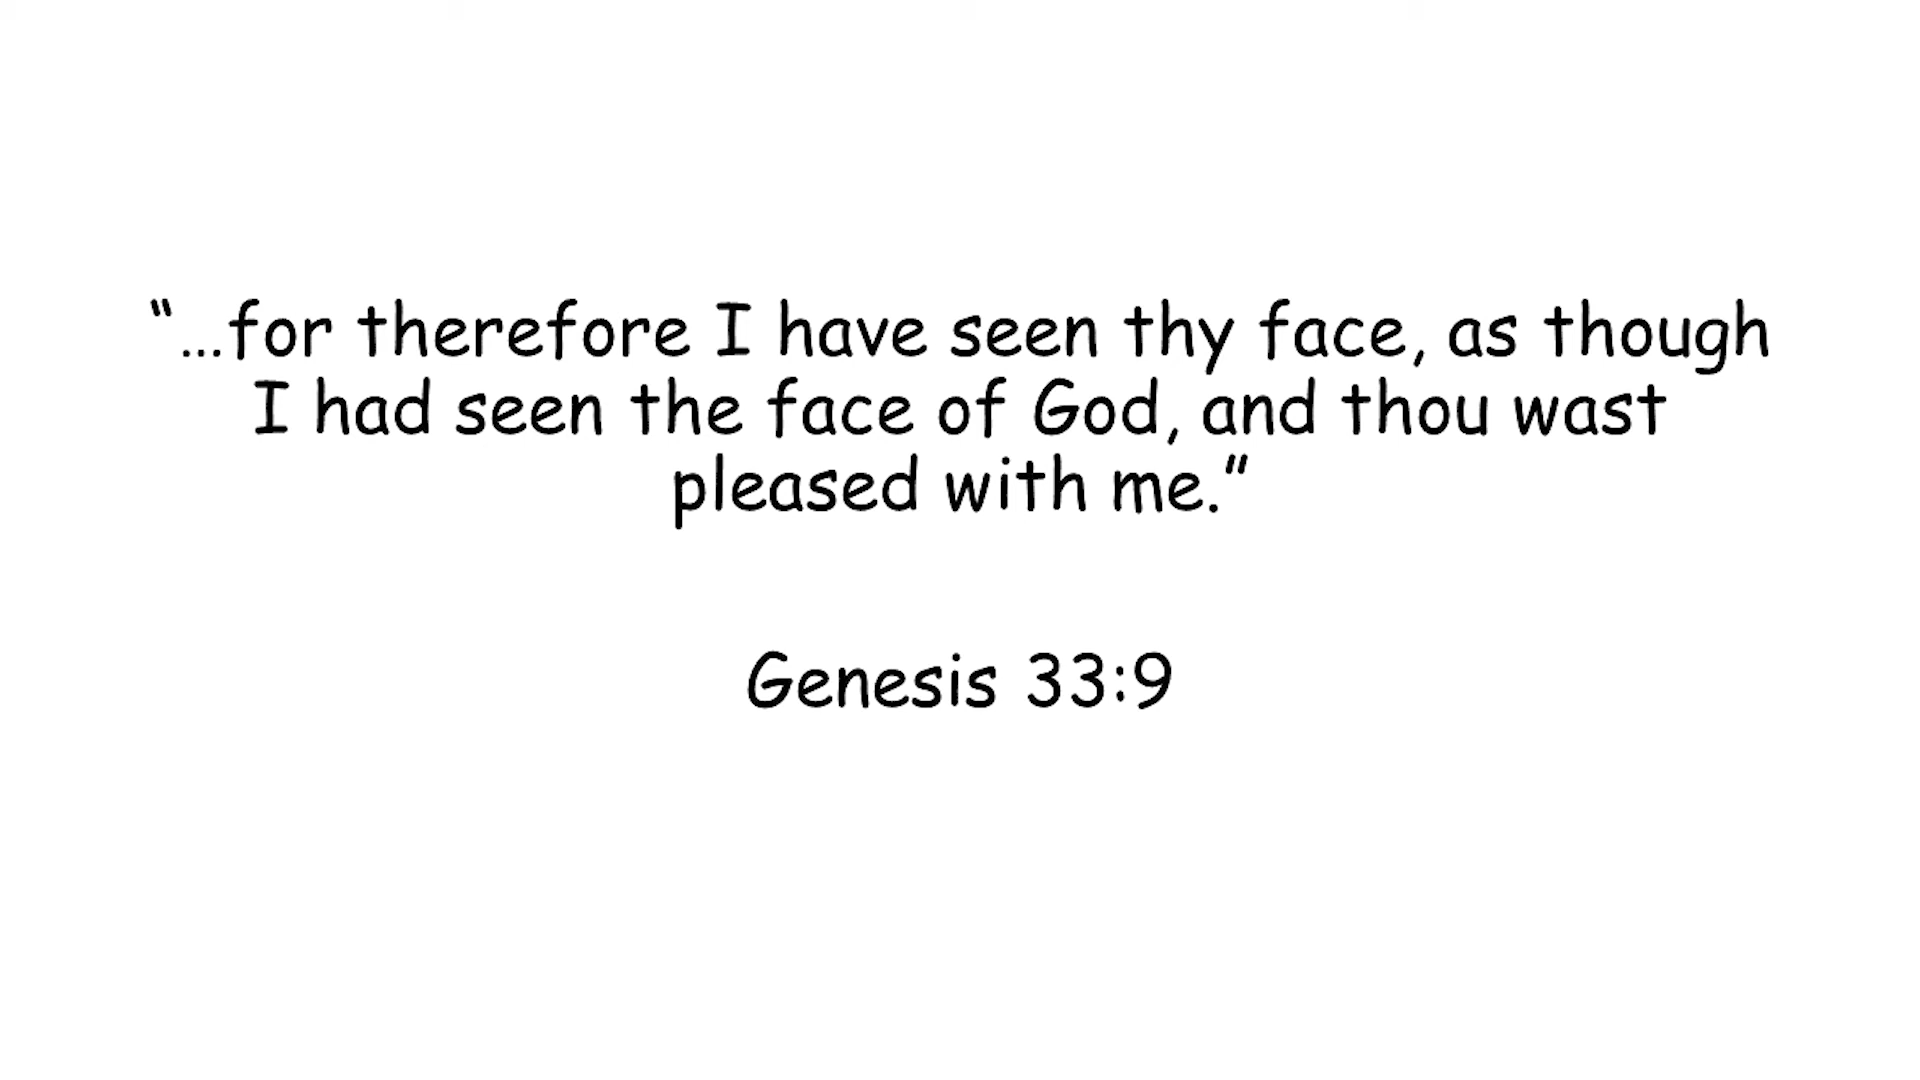 “...for therefore I have seen thy face, as though
I had seen the face of God, and thou wast
pleased with me.”
Genesis 33:9